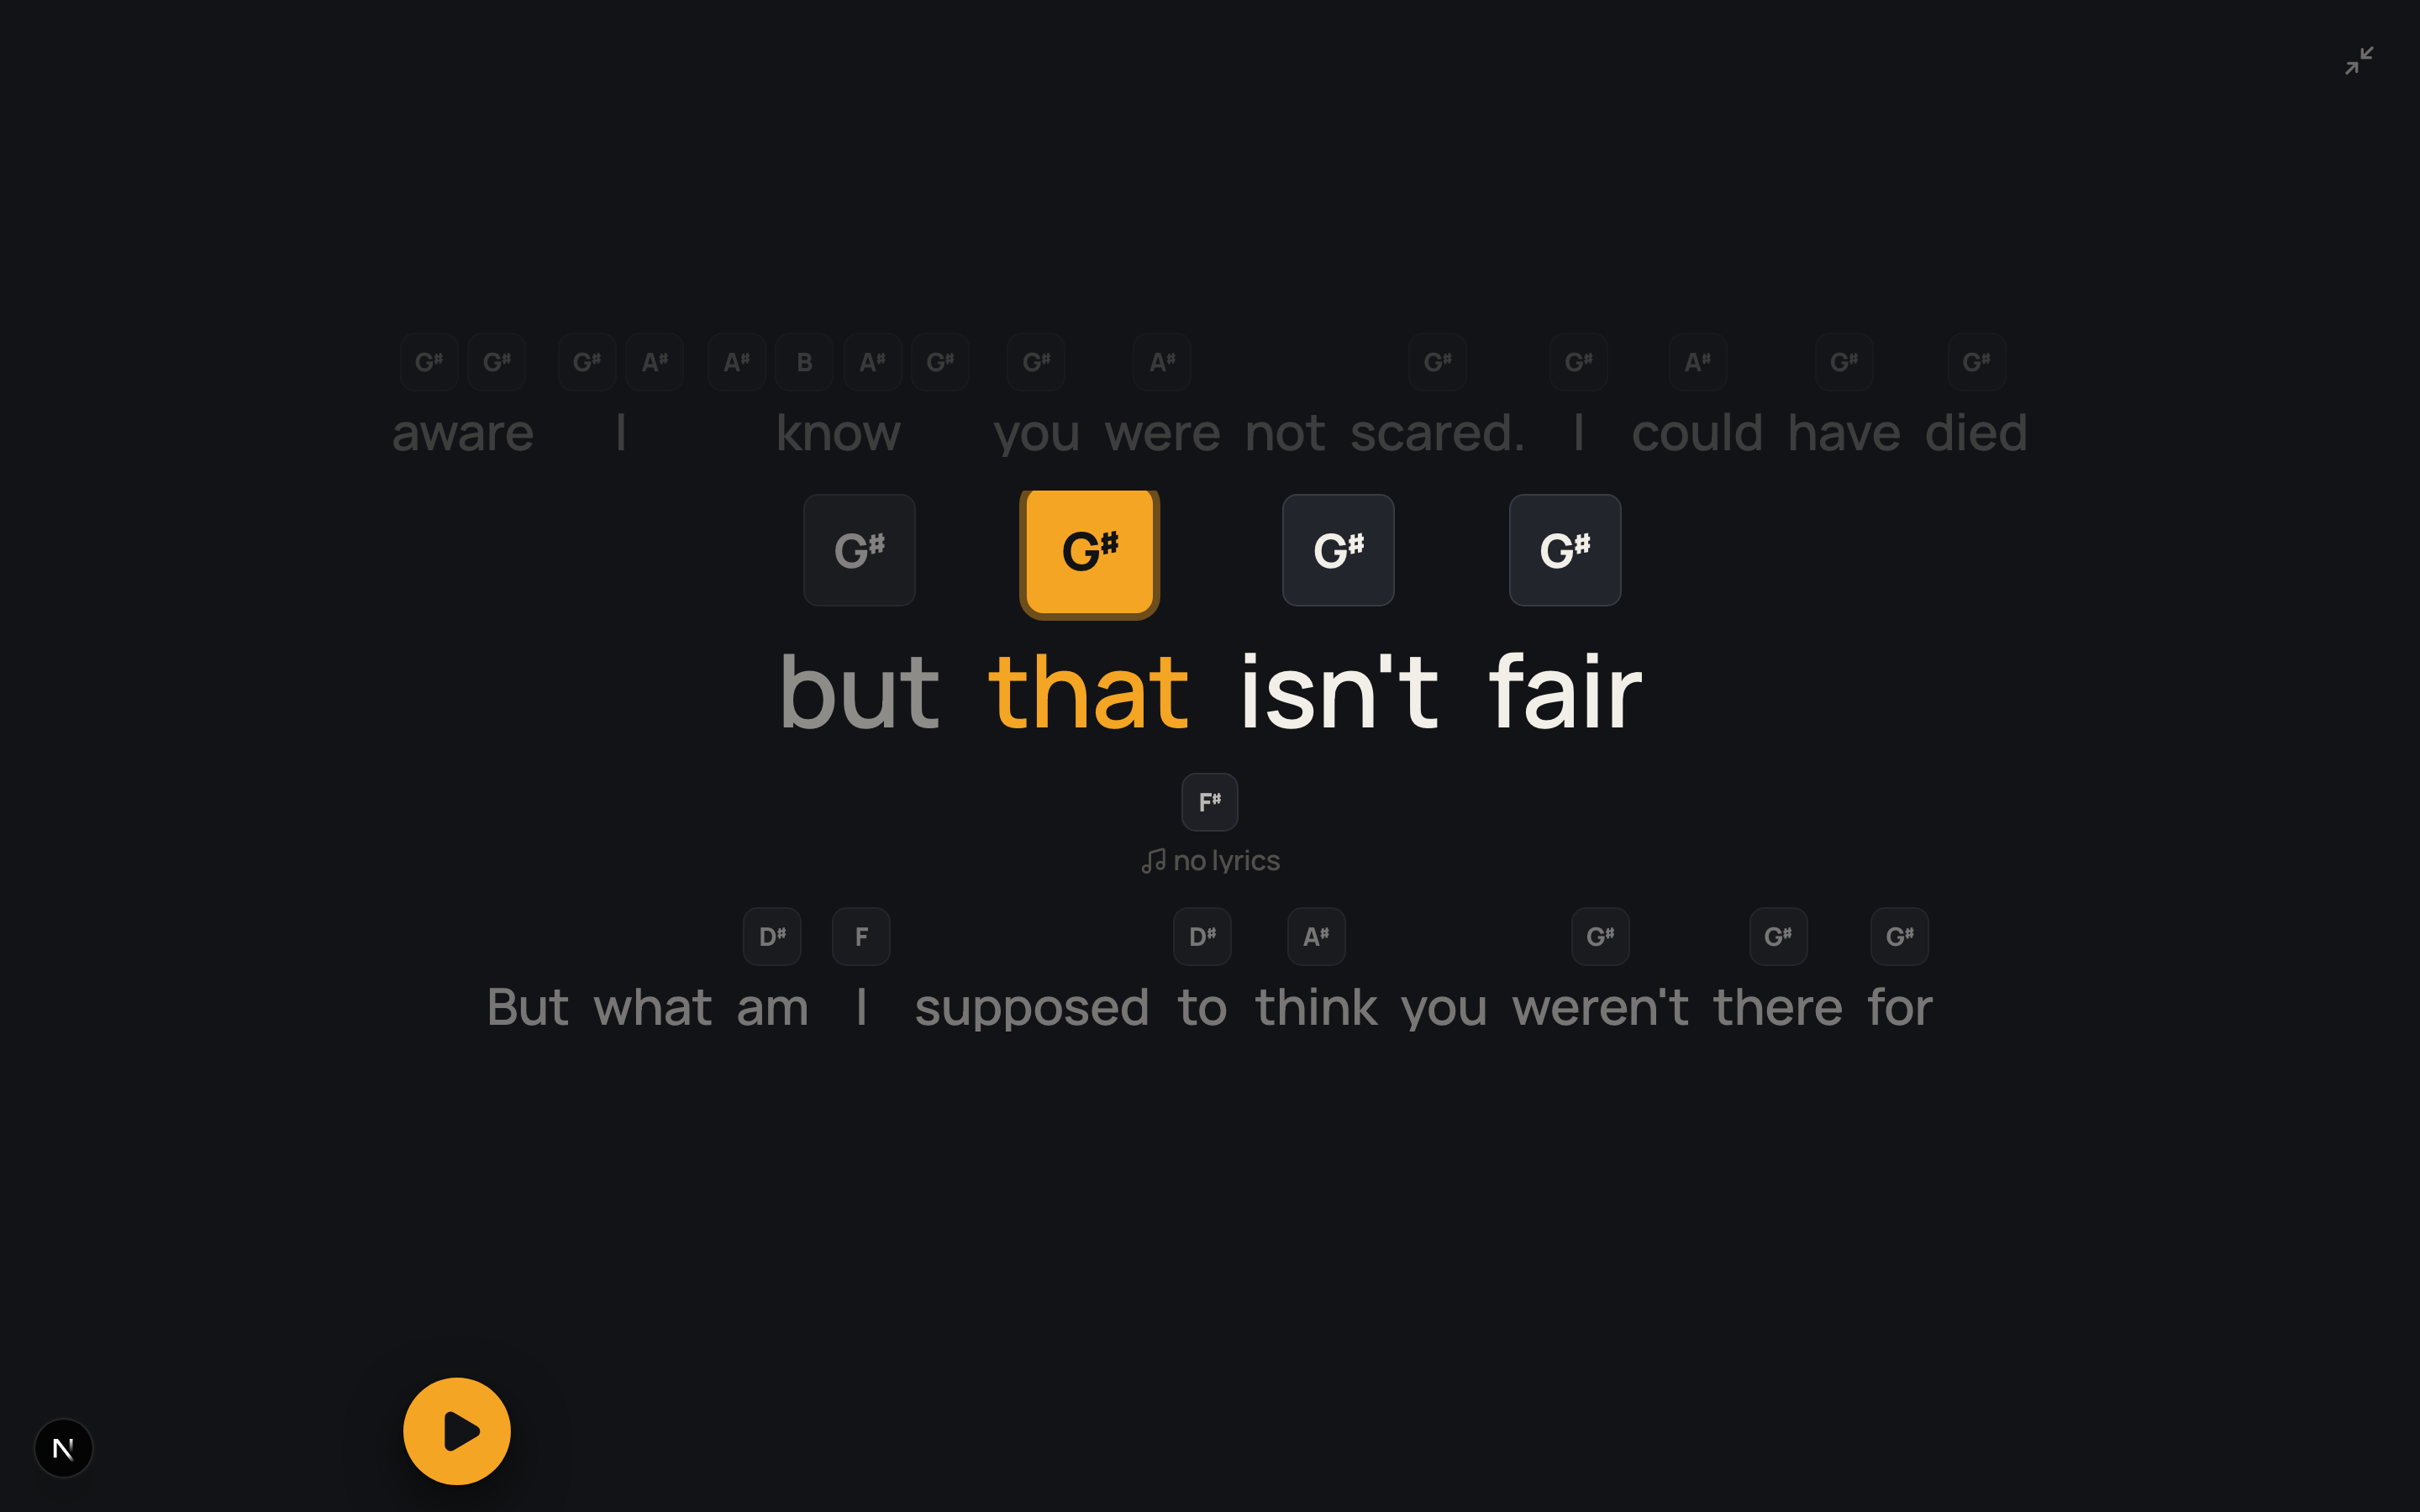 G# G# G# A# A# B A# G# G# A# G# G# A# G# G#
aware I know you were not scared. I could have died
G# G# G# G#
but that isn't fair
F#
no lyrics
D# F D# A# G# G# G#
But what am I supposed to think you weren't there for
N